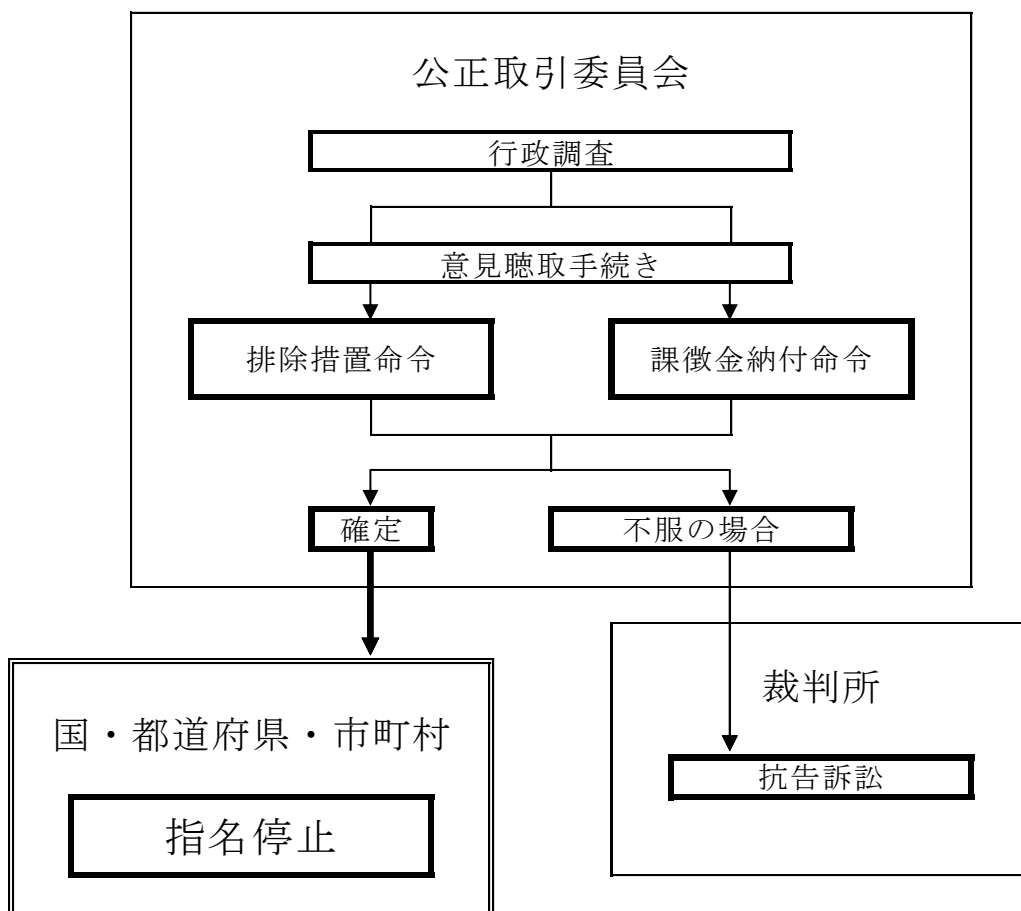 公正取引委員会
行政調査
意見聴取手続き
排除措置命令
課徴金納付命令
確定
不服の場合
国・都道府県・市町村
指名停止
裁判所
抗告訴訟